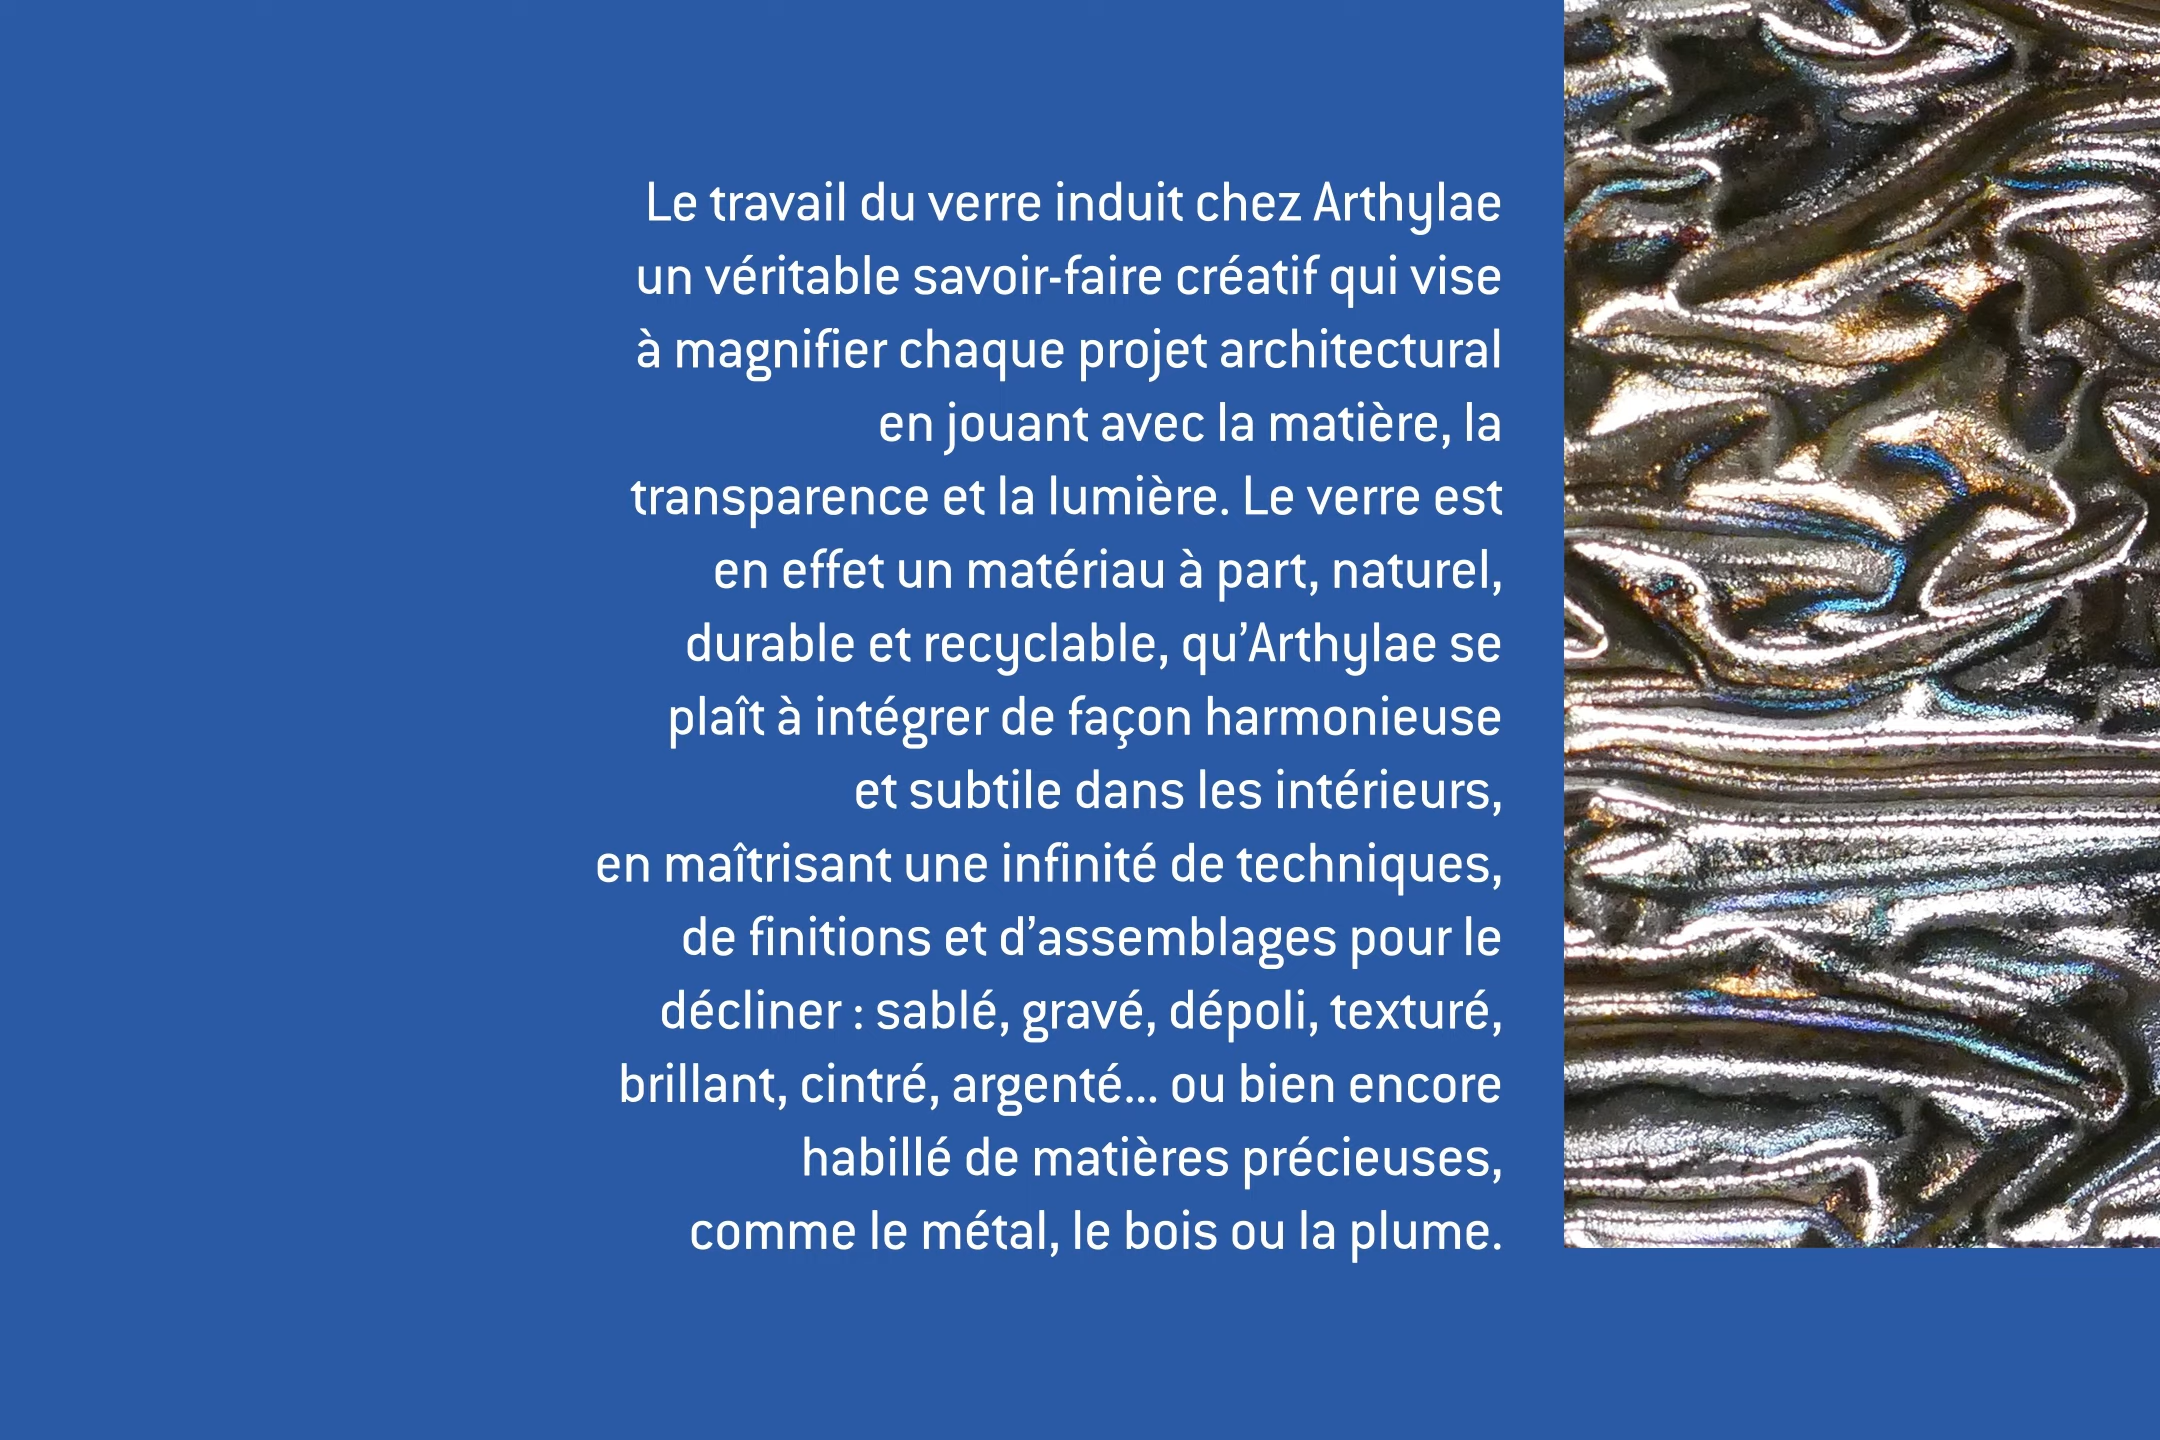 Le travail du verre induit chez Arthylae
un véritable savoir-faire créatif qui vise
à magnifier chaque projet architectural
en jouant avec la matière, la
transparence et la lumière. Le verre est
en effet un matériau à part, naturel,
durable et recyclable, qu’Arthylae se
plaît à intégrer de façon harmonieuse
et subtile dans les intérieurs,
en maîtrisant une infinité de techniques,
de finitions et d’assemblages pour le
décliner : sablé, gravé, dépoli, texturé,
brillant, cintré, argenté... ou bien encore
habillé de matières précieuses,
comme le métal, le bois ou la plume.